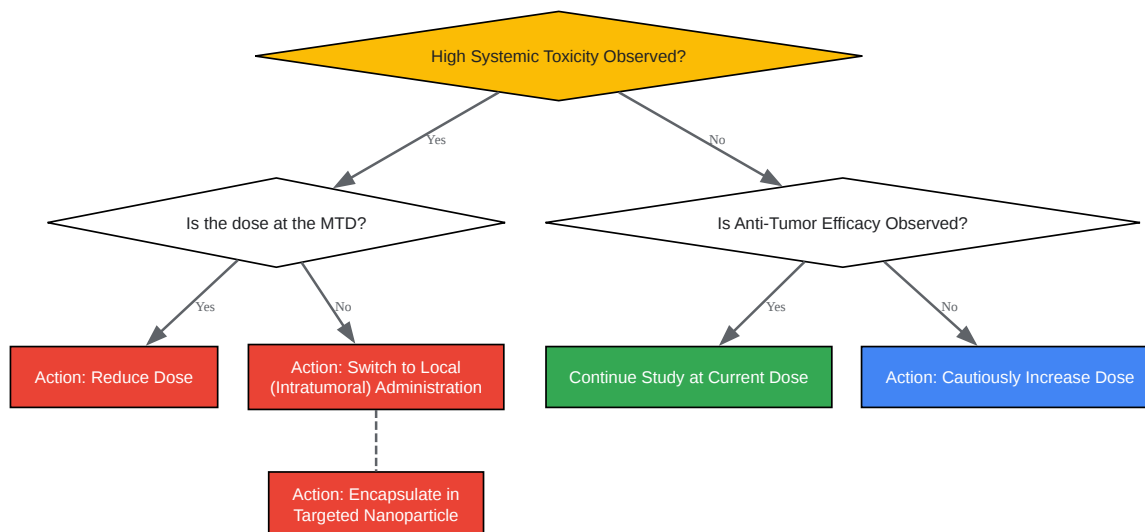 High Systemic Toxicity Observed?
Yes
No
Is the dose at the MTD?
Is Anti-Tumor Efficacy Observed?
Yes
No
Yes
No
Action: Reduce Dose
Action: Switch to Local
(Intratumoral) Administration
Continue Study at Current Dose
Action: Cautiously Increase Dose
Action: Encapsulate in
Targeted Nanoparticle